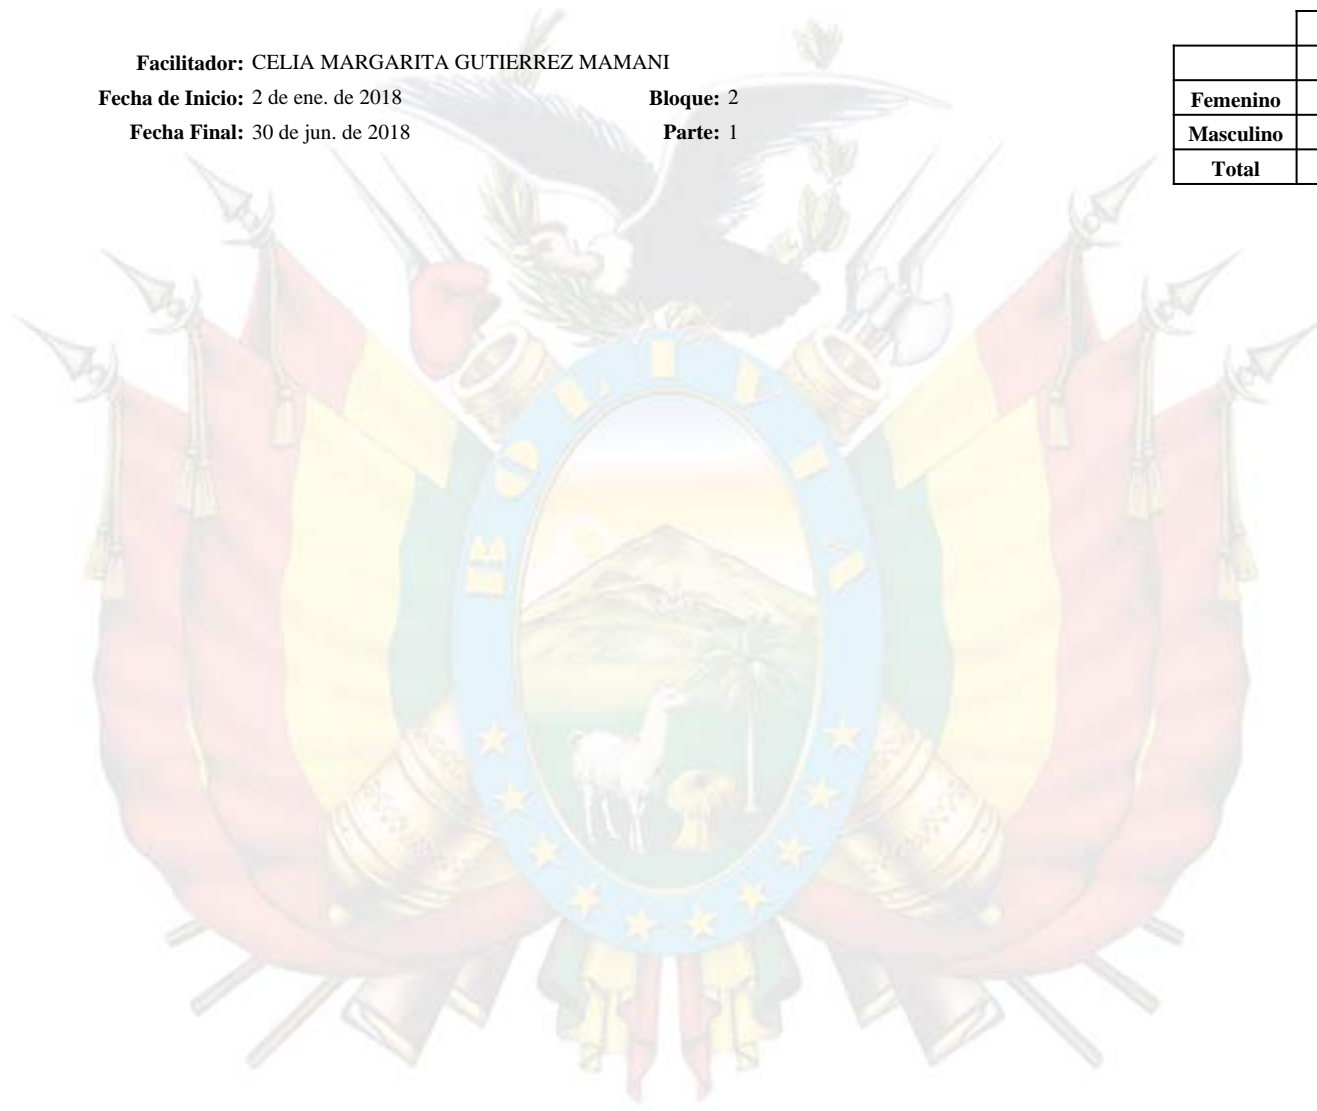 Facilitador: CELIA MARGARITA GUTIERREZ MAMANI
Fecha de Inicio: 2 de ene. de 2018 Bloque: 2
Fecha Final: 30 de jun. de 2018 Parte: 1
Femenino
Masculino
Total
BOLIVIA